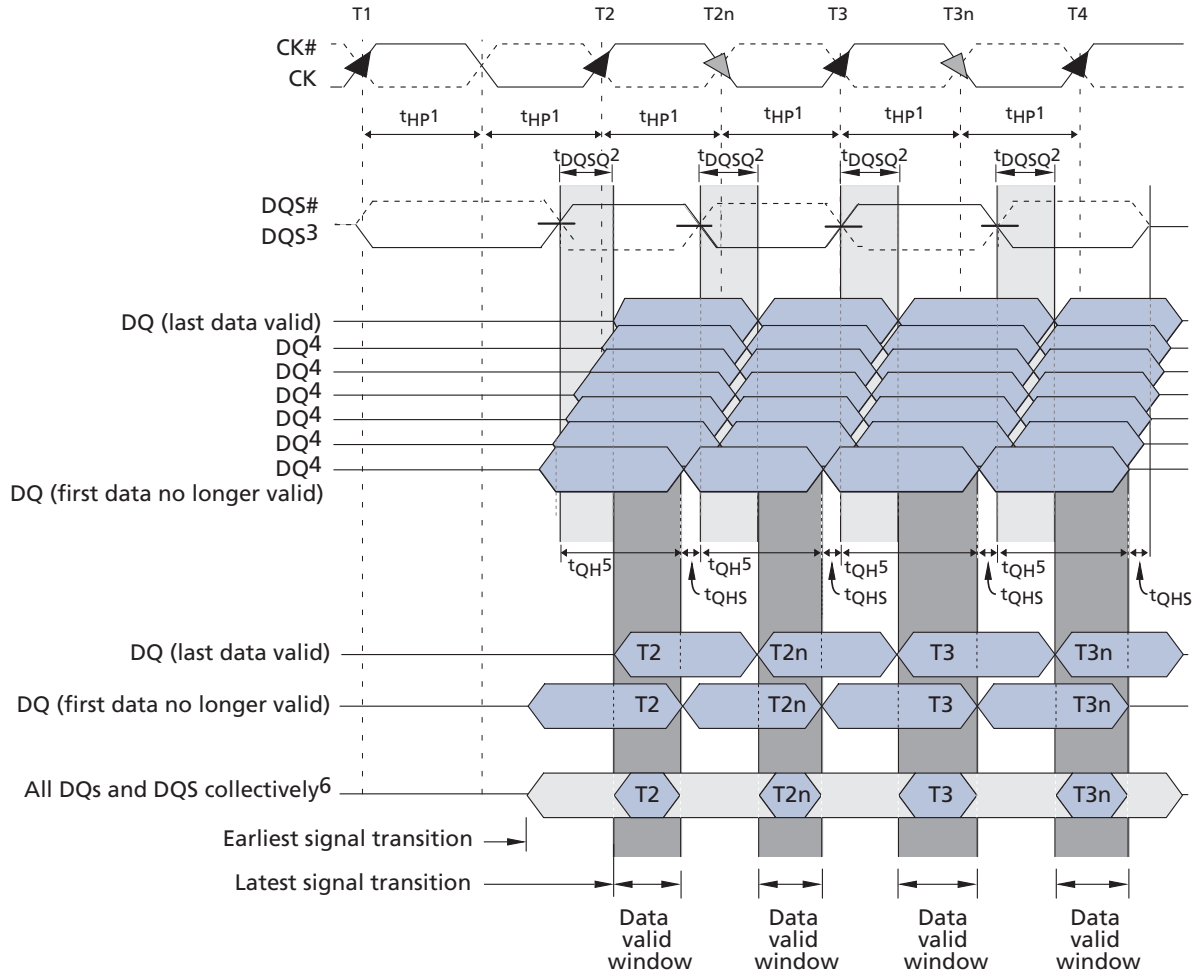 T1 T2 T2n T3 T3n T4
CK#
CK
tHP1 tHP1 tHP1 tHP1 tHP1 tHP1
tDQSQ2 tDQSQ2 tDQSQ2 tDQSQ2
DQS#
DQS3
DQ (last data valid)
DQ4
DQ4
DQ4
DQ4
DQ4
DQ4
DQ (first data no longer valid)
tQH5 tQH5 tQH5 tQH5
tQHS tQHS tQHS tQHS
DQ (last data valid) T2 T2n T3 T3n
DQ (first data no longer valid) T2 T2n T3 T3n
All DQs and DQS collectively6 T2 T2n T3 T3n
Earliest signal transition
Latest signal transition
Data Data Data Data
valid valid valid valid
window window window window